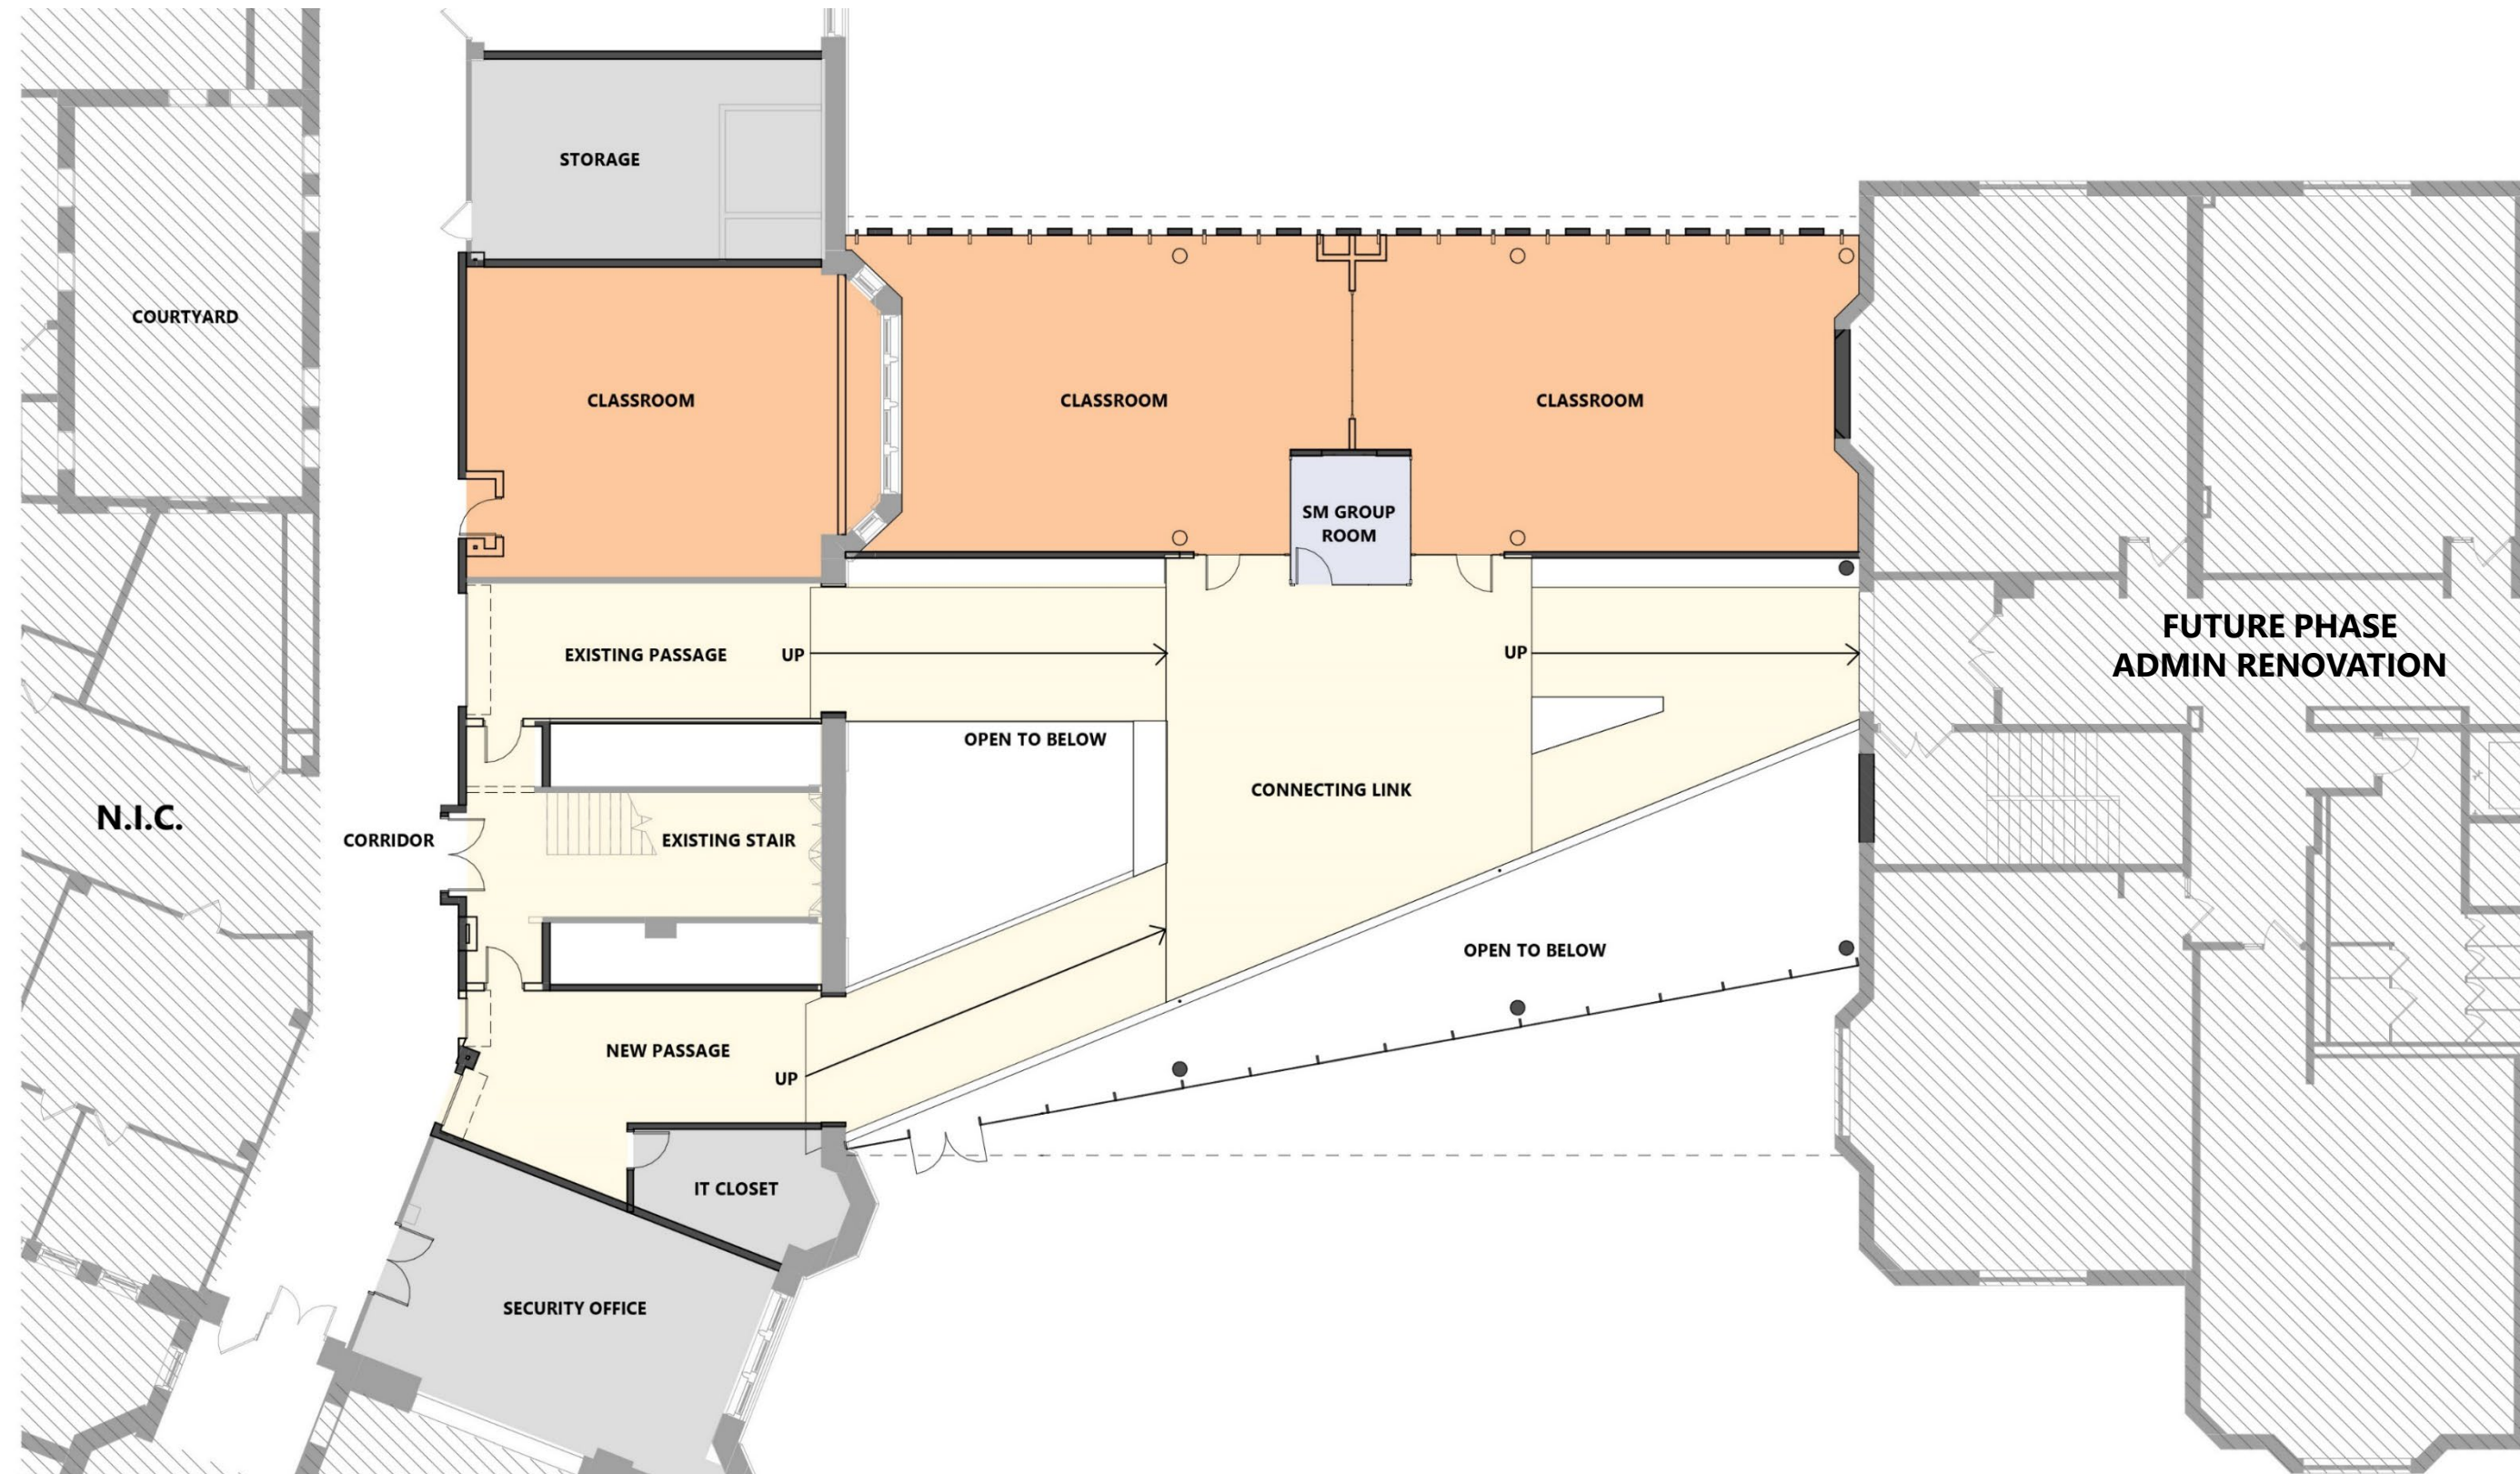 STORAGE
COURTYARD
CLASSROOM
CLASSROOM
CLASSROOM
SM GROUP
ROOM
EXISTING PASSAGE
UP
UP
FUTURE PHASE
ADMIN RENOVATION
OPEN TO BELOW
CONNECTING LINK
N.I.C.
CORRIDOR
EXISTING STAIR
OPEN TO BELOW
NEW PASSAGE
UP
IT CLOSET
SECURITY OFFICE